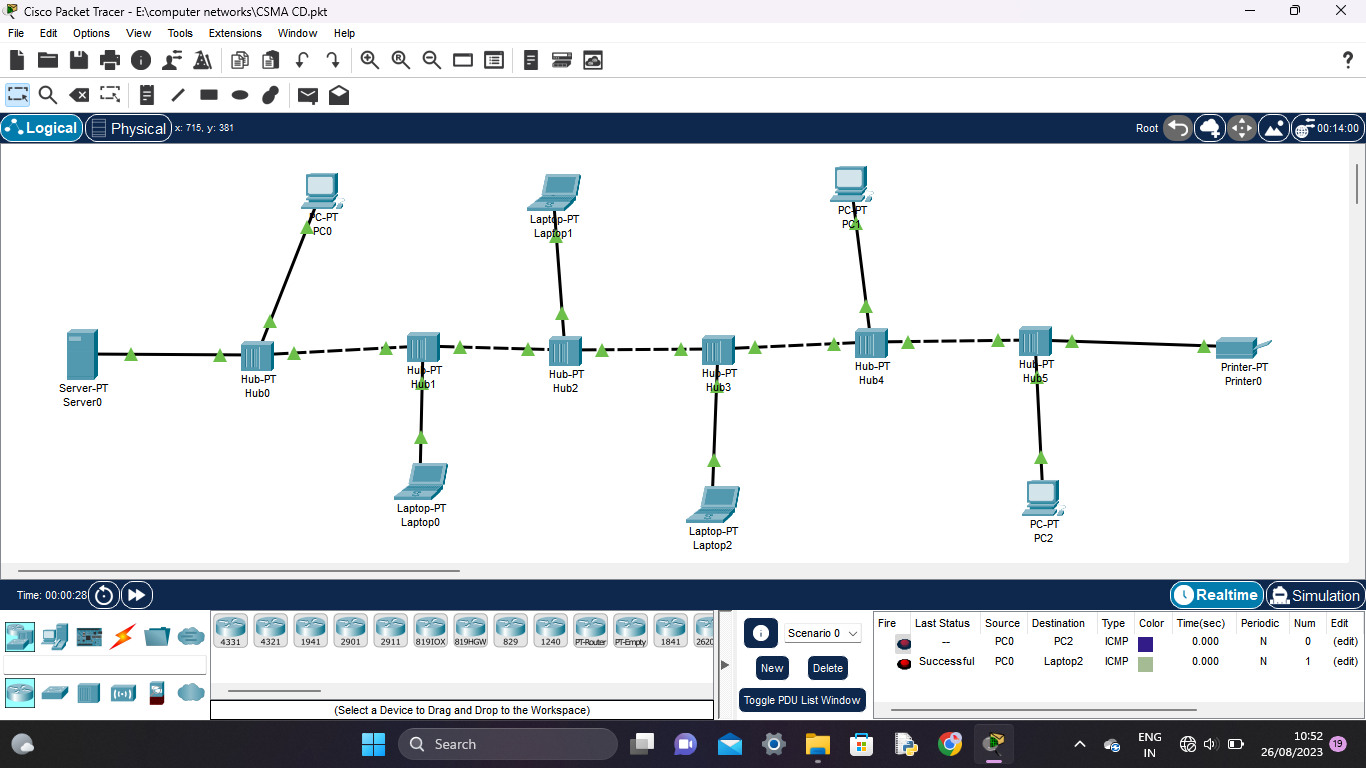 Cisco Packet Tracer - E:\computer networks\CSMA CD.pkt
File Edit Options View Tools Extensions Window Help
Logical Physical x: 715, y: 381 Root 00:14:00
PC-PT
PC0
Laptop-PT
Laptop1
PC-PT
PC1
Server-PT
Server0
Hub-PT
Hub0
Hub-PT
Hub1
Hub-PT
Hub2
Hub-PT
Hub3
Hub-PT
Hub4
Hub-PT
Hub5
Printer-PT
Printer0
Laptop-PT
Laptop0
Laptop-PT
Laptop2
PC-PT
PC2
Time: 00:00:28 Realtime Simulation
4331 4321 1941 2901 2911 819IOX 819HGW 829 1240 PT-Router PT-Empty 1841 2620
(Select a Device to Drag and Drop to the Workspace)
Scenario 0
New Delete
Toggle PDU List Window
Fire Last Status Source Destination Type Color Time(sec) Periodic Num Edit
-- PC0 PC2 ICMP 0.000 N 0 (edit)
Successful PC0 Laptop2 ICMP 0.000 N 1 (edit)
Search
ENG
IN
10:52
26/08/2023
19